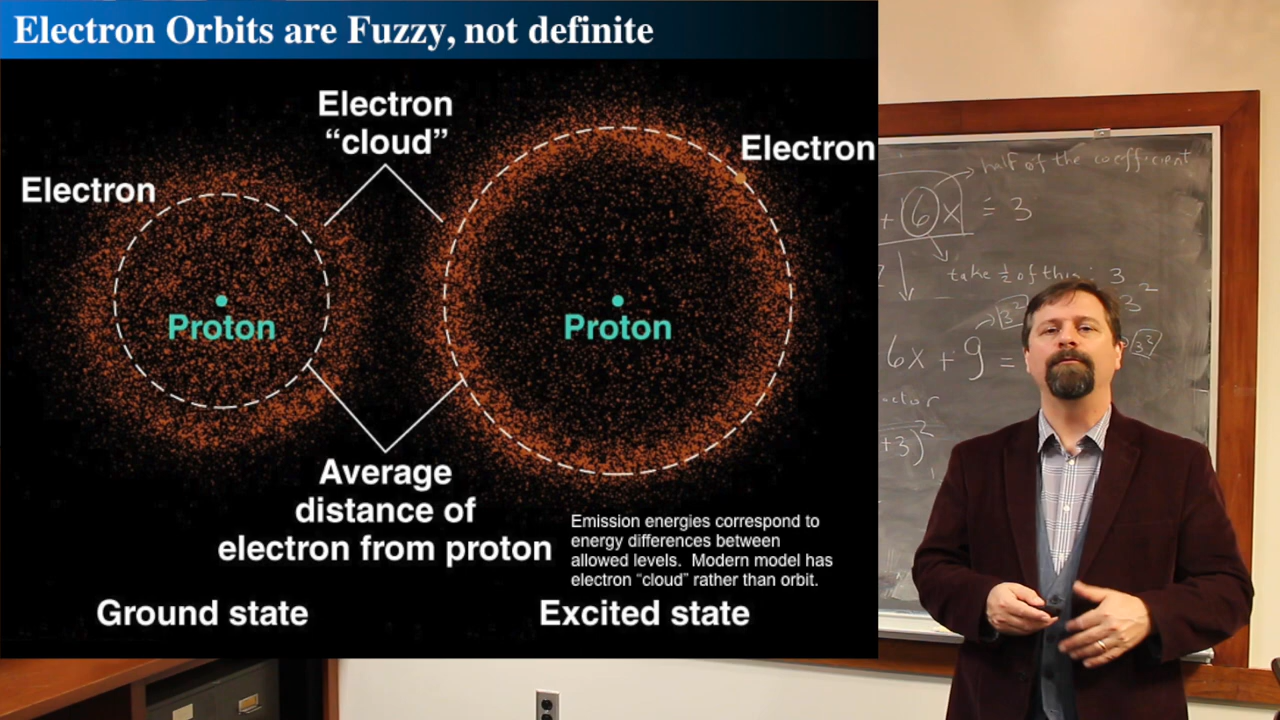 Electron Orbits are Fuzzy, not definite
Electron
“cloud”
Electron
Electron
Proton
Proton
Average
distance of
electron from proton
Emission energies correspond to
energy differences between
allowed levels.  Modern model has
electron “cloud” rather than orbit.
Ground state
Excited state
half of the coefficient
+ 6x = 3
take ½ of this : 3
3²
3²
3²
6x + 9 =
+3)²